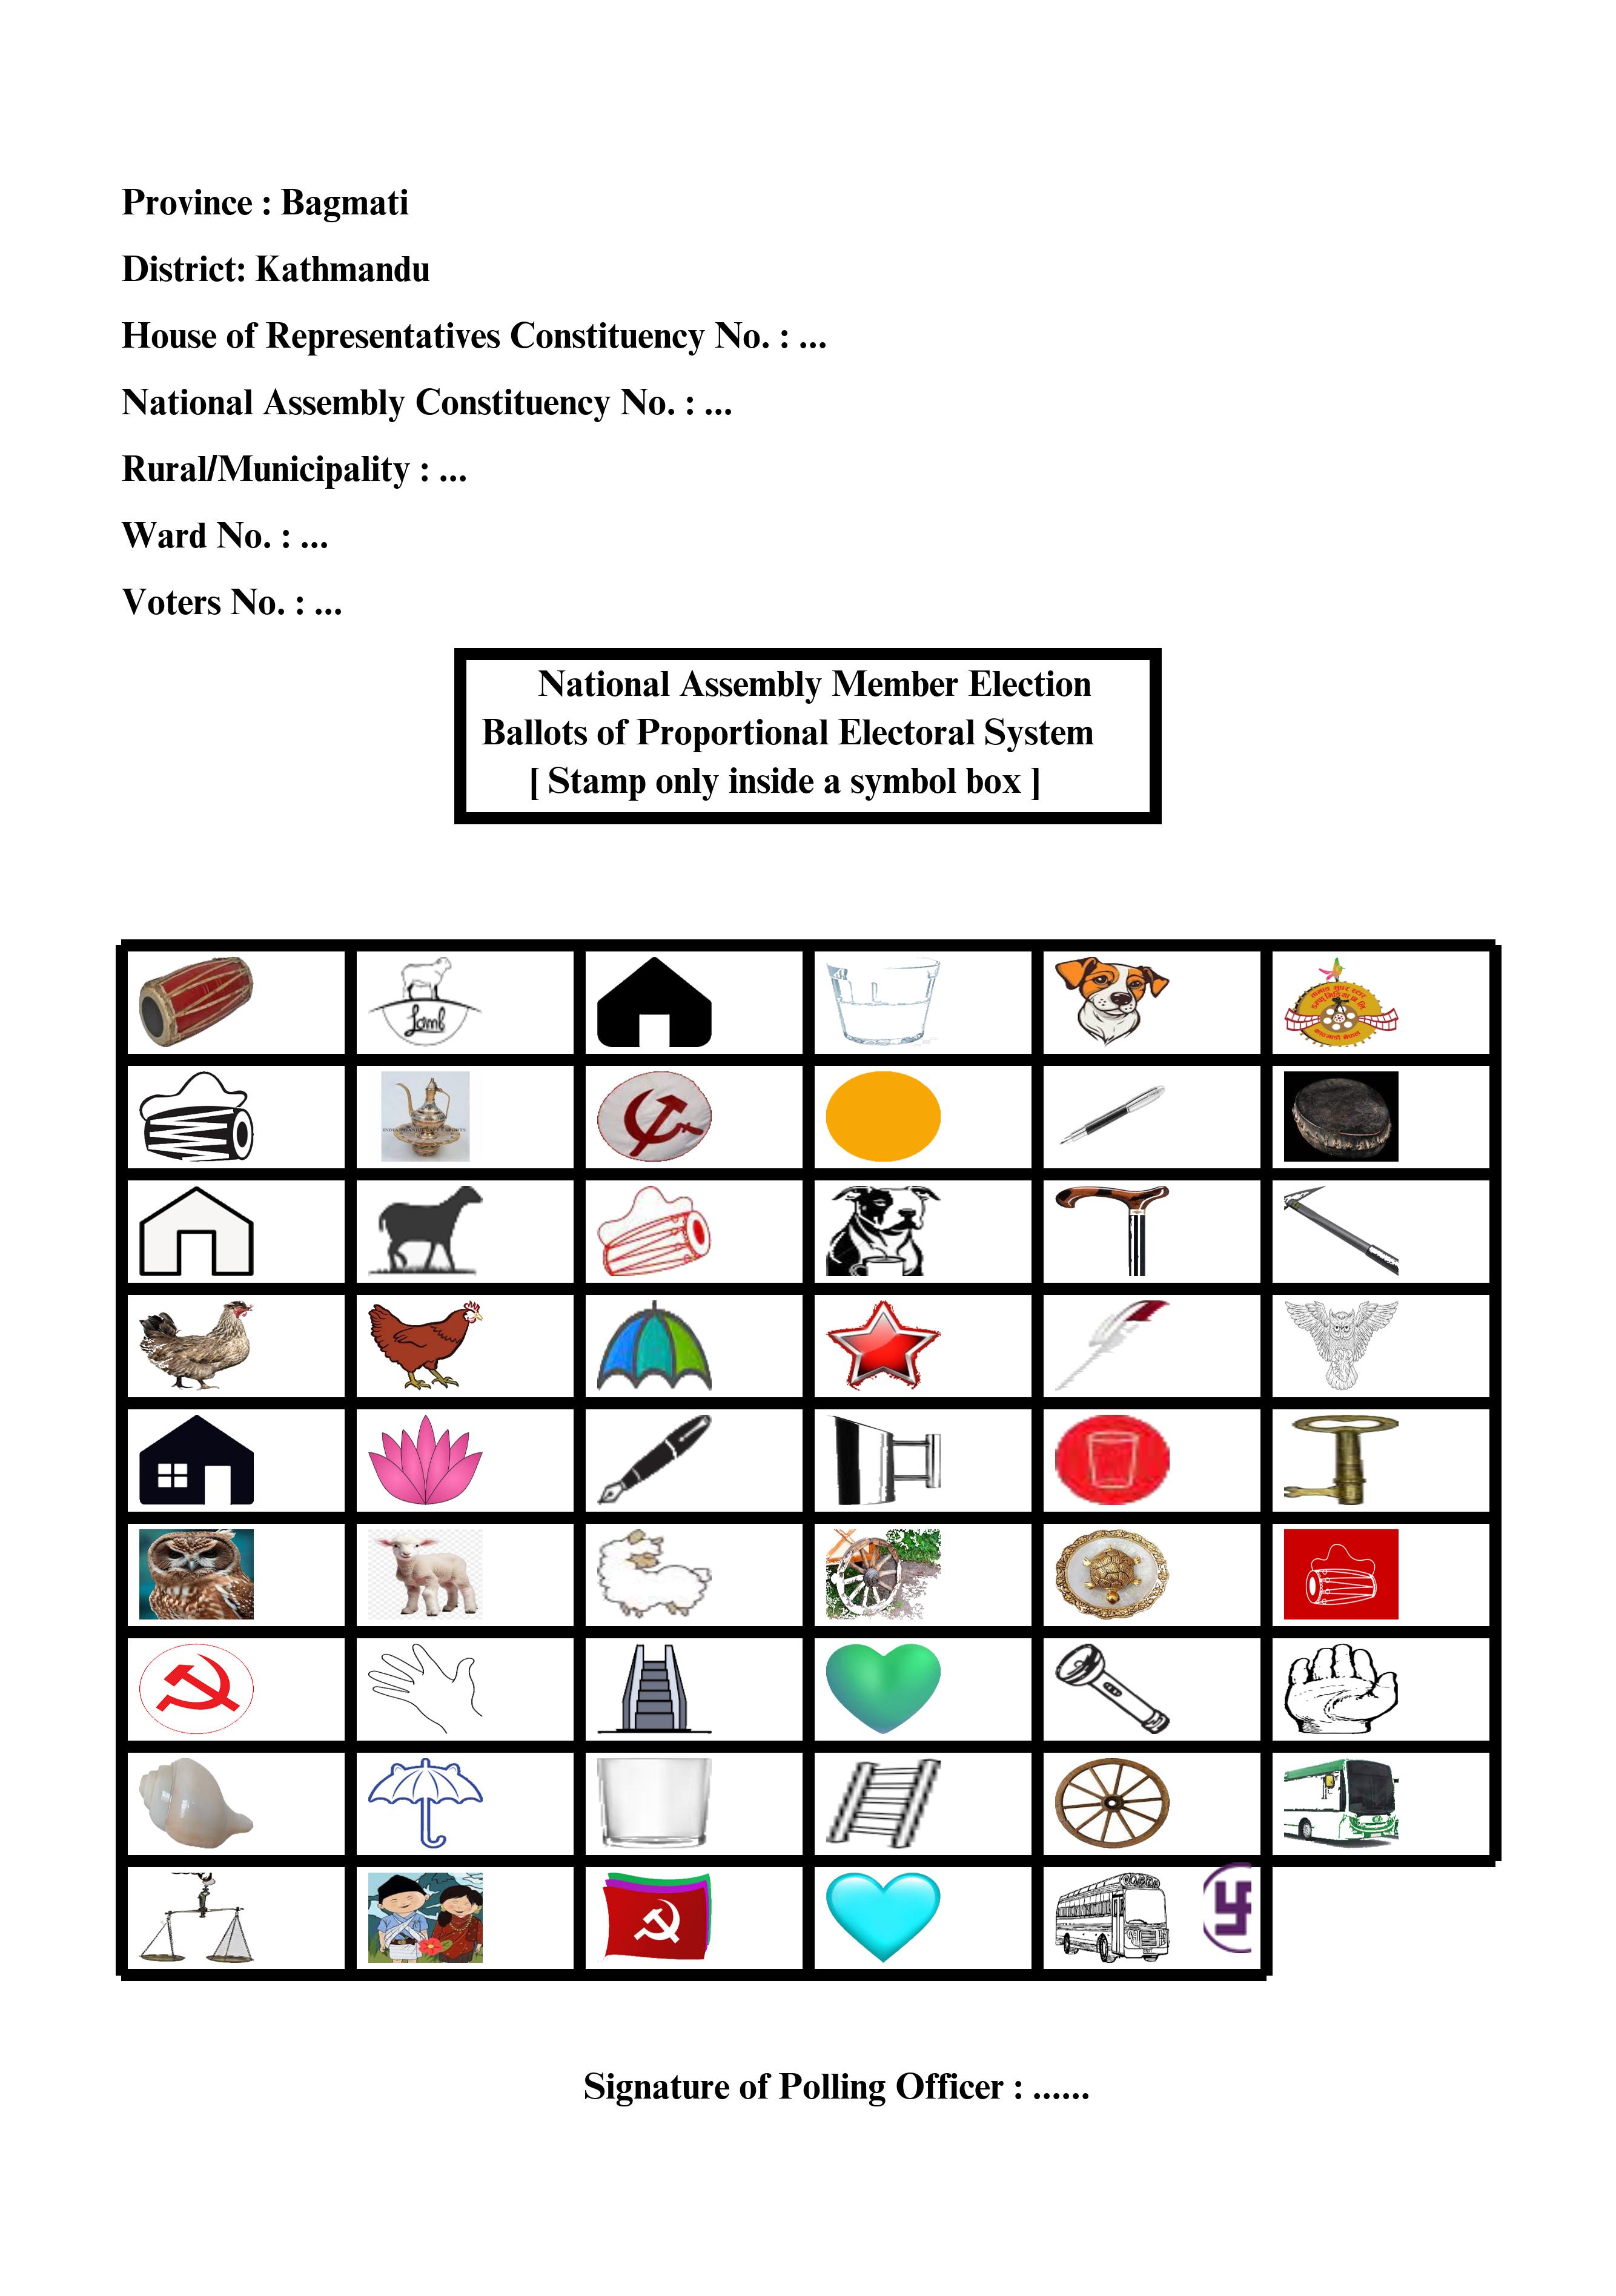 Province : Bagmati
District: Kathmandu
House of Representatives Constituency No. : ...
National Assembly Constituency No. : ...
Rural/Municipality : ...
Ward No. : ...
Voters No. : ...
National Assembly Member Election
Ballots of Proportional Electoral System
[ Stamp only inside a symbol box ]
Lamb
Signature of Polling Officer : ......